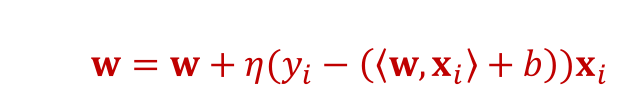 𝐰 = 𝐰 + η(yᵢ − (⟨𝐰, 𝐱ᵢ⟩ + b))𝐱ᵢ